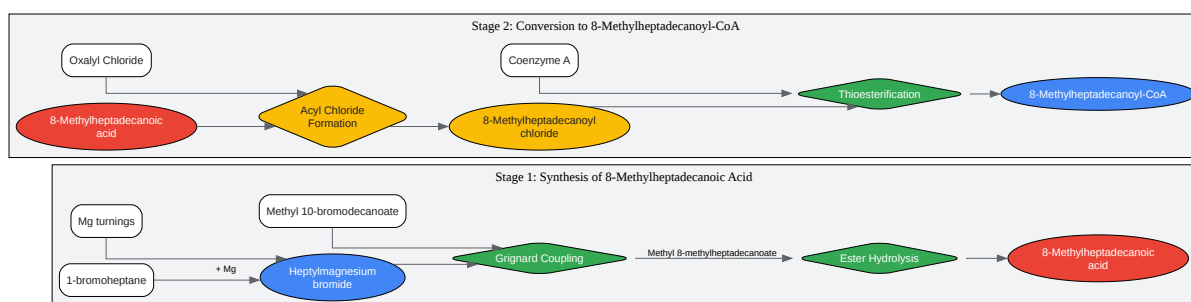 Stage 2: Conversion to 8-Methylheptadecanoyl-CoA
Oxalyl Chloride
Coenzyme A
8-Methylheptadecanoic
acid
Acyl Chloride
Formation
8-Methylheptadecanoyl
chloride
Thioesterification
8-Methylheptadecanoyl-CoA
Stage 1: Synthesis of 8-Methylheptadecanoic Acid
Mg turnings
Methyl 10-bromodecanoate
1-bromoheptane
+ Mg
Heptylmagnesium
bromide
Grignard Coupling
Methyl 8-methylheptadecanoate
Ester Hydrolysis
8-Methylheptadecanoic
acid